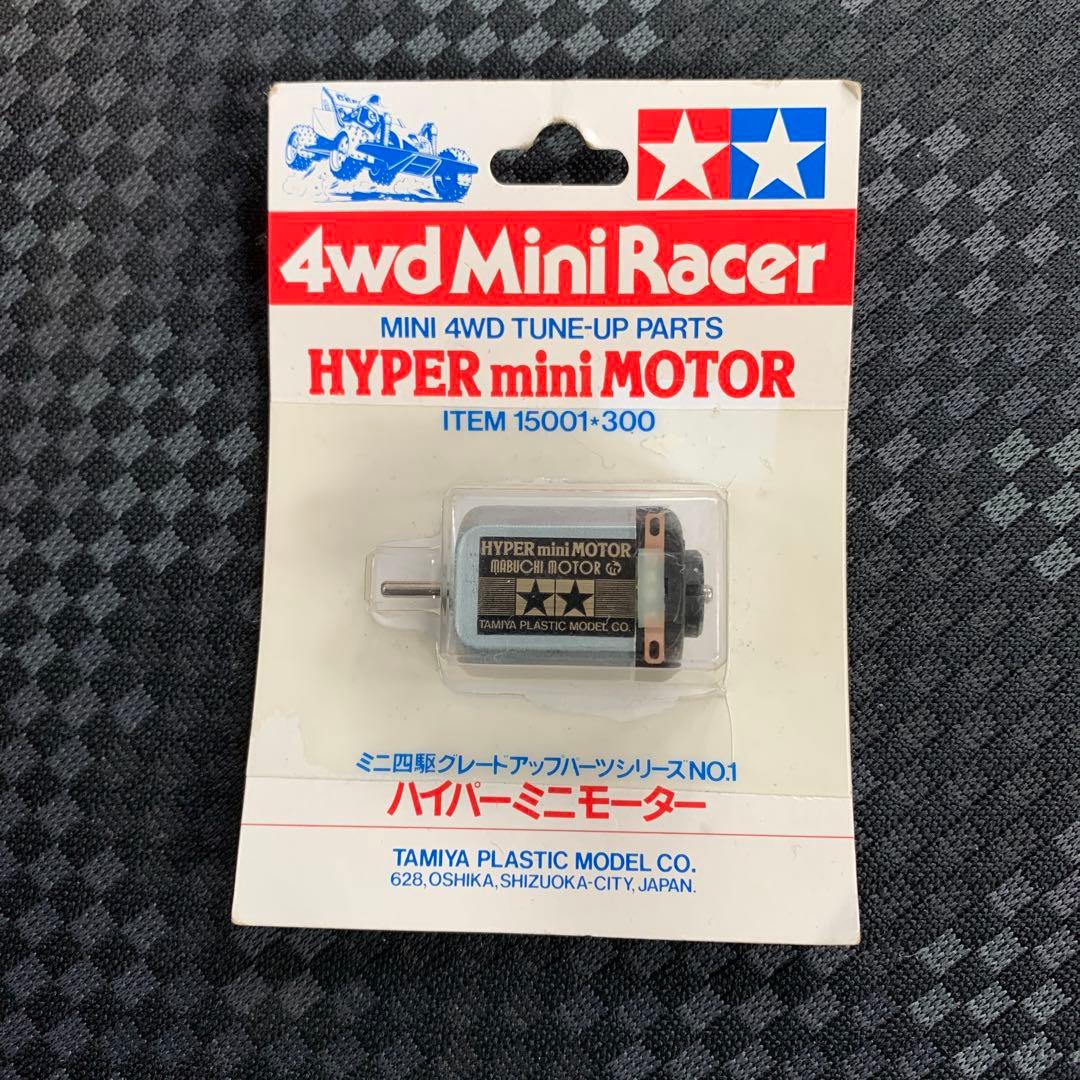 4wd Mini Racer
MINI 4WD TUNE-UP PARTS
HYPER mini MOTOR
ITEM 15001*300
HYPER mini MOTOR
MABUCHI MOTOR
TAMIYA PLASTIC MODEL CO.
ミニ四駆グレードアップパーツシリーズNO.1
ハイパーミニモーター
TAMIYA PLASTIC MODEL CO.
628, OSHIKA, SHIZUOKA-CITY, JAPAN.